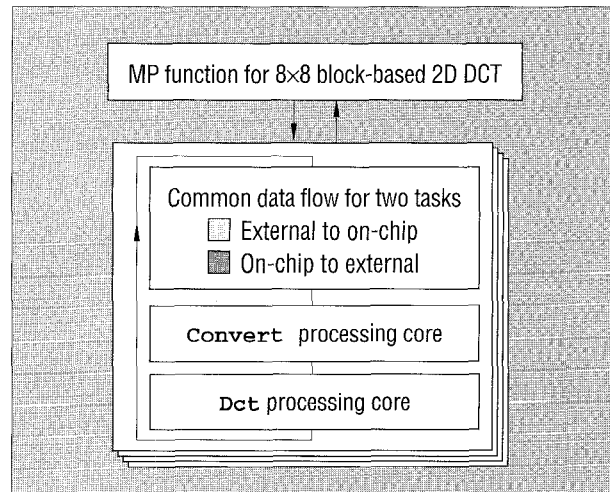 MP function for 8×8 block-based 2D DCT
Common data flow for two tasks
External to on-chip
On-chip to external
Convert processing core
Dct processing core